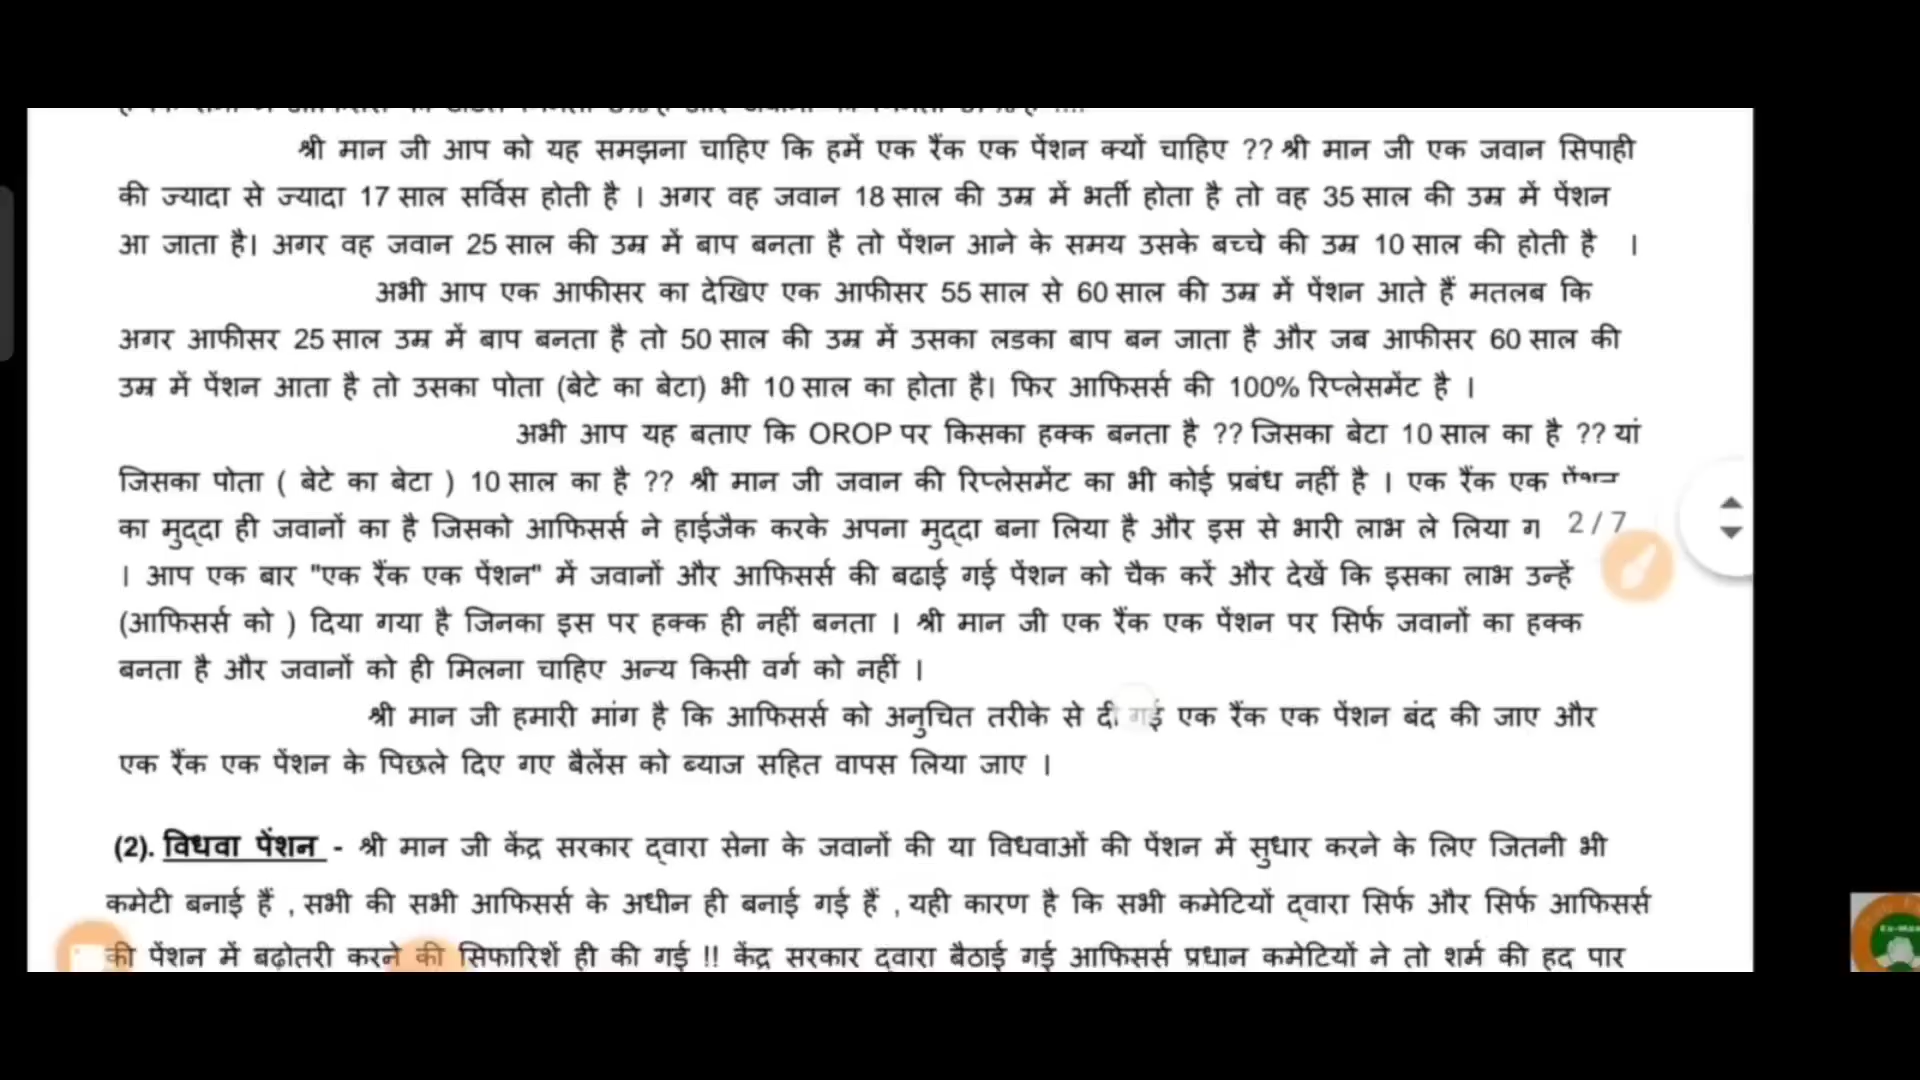 श्री मान जी आप को यह समझना चाहिए कि हमें एक रैंक एक पेंशन क्यों चाहिए ?? श्री मान जी एक जवान सिपाही
की ज्यादा से ज्यादा 17 साल सर्विस होती है । अगर वह जवान 18 साल की उम्र में भर्ती होता है तो वह 35 साल की उम्र में पेंशन
आ जाता है। अगर वह जवान 25 साल की उम्र में बाप बनता है तो पेंशन आने के समय उसके बच्चे की उम्र 10 साल की होती है ।
अभी आप एक आफीसर का देखिए एक आफीसर 55 साल से 60 साल की उम्र में पेंशन आते हैं मतलब कि
अगर आफीसर 25 साल उम्र में बाप बनता है तो 50 साल की उम्र में उसका लडका बाप बन जाता है और जब आफीसर 60 साल की
उम्र में पेंशन आता है तो उसका पोता (बेटे का बेटा) भी 10 साल का होता है। फिर आफिसर्स की 100% रिप्लेसमेंट है ।
अभी आप यह बताए कि OROP पर किसका हक्क बनता है ?? जिसका बेटा 10 साल का है ?? यां
जिसका पोता ( बेटे का बेटा ) 10 साल का है ?? श्री मान जी जवान की रिप्लेसमेंट का भी कोई प्रबंध नहीं है । एक रैंक एक पेंशन
का मुद्दा ही जवानों का है जिसको आफिसर्स ने हाईजैक करके अपना मुद्दा बना लिया है और इस से भारी लाभ ले लिया ग
2 / 7
। आप एक बार "एक रैंक एक पेंशन" में जवानों और आफिसर्स की बढाई गई पेंशन को चैक करें और देखें कि इसका लाभ उन्हें
(आफिसर्स को ) दिया गया है जिनका इस पर हक्क ही नहीं बनता । श्री मान जी एक रैंक एक पेंशन पर सिर्फ जवानों का हक्क
बनता है और जवानों को ही मिलना चाहिए अन्य किसी वर्ग को नहीं ।
श्री मान जी हमारी मांग है कि आफिसर्स को अनुचित तरीके से दी गई एक रैंक एक पेंशन बंद की जाए और
एक रैंक एक पेंशन के पिछले दिए गए बैलेंस को ब्याज सहित वापस लिया जाए ।
(2). विधवा पेंशन - श्री मान जी केंद्र सरकार द्वारा सेना के जवानों की या विधवाओं की पेंशन में सुधार करने के लिए जितनी भी
कमेटी बनाई हैं , सभी की सभी आफिसर्स के अधीन ही बनाई गई हैं , यही कारण है कि सभी कमेटियों द्वारा सिर्फ और सिर्फ आफिसर्स
की पेंशन में बढ़ोतरी करने की सिफारिशें ही की गई !! केंद्र सरकार द्वारा बैठाई गई आफिसर्स प्रधान कमेटियों ने तो शर्म की हद पार